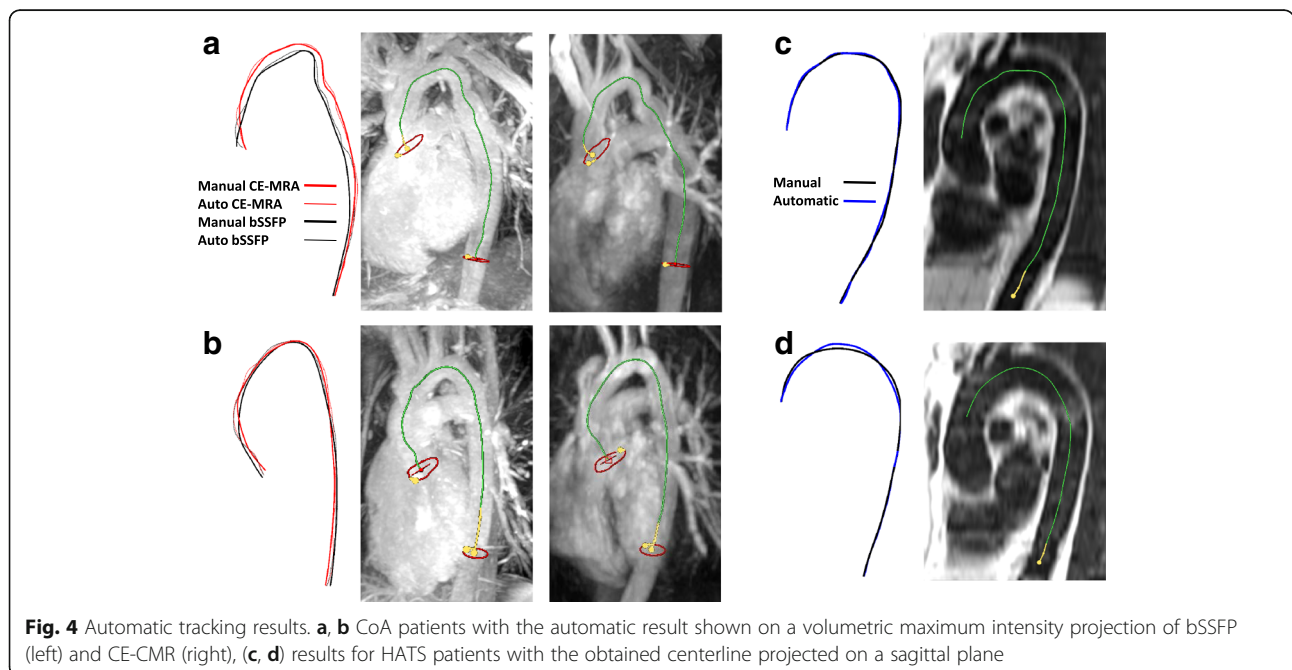 a
Manual CE-MRA
Auto CE-MRA
Manual bSSFP
Auto bSSFP
c
Manual
Automatic
b
d
Fig. 4 Automatic tracking results. a, b CoA patients with the automatic result shown on a volumetric maximum intensity projection of bSSFP
(left) and CE-CMR (right), (c, d) results for HATS patients with the obtained centerline projected on a sagittal plane